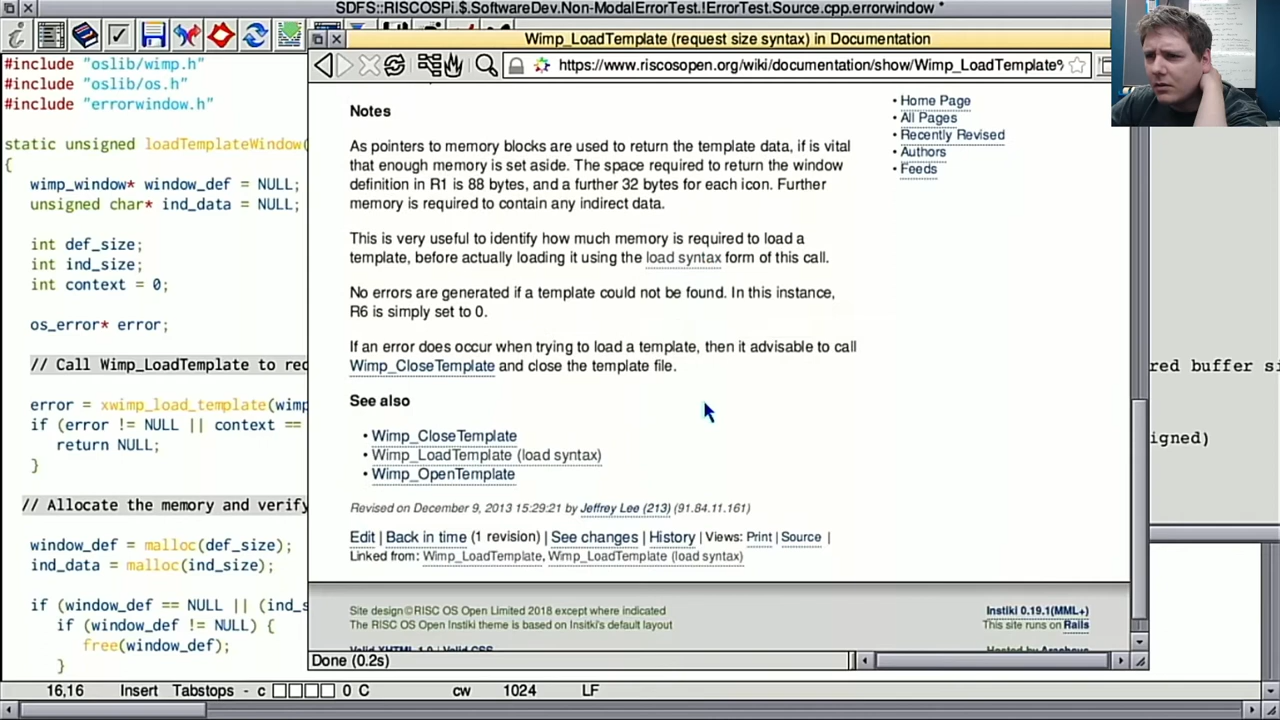 SDFS::RISCOSPi.$.SoftwareDev.Non-ModalErrorTest.!ErrorTest.Source.cpp.errorwindow *
#include "oslib/wimp.h"
#include "oslib/os.h"
#include "errorwindow.h"
static unsigned loadTemplateWindow(
{
wimp_window* window_def = NULL;
unsigned char* ind_data = NULL;
int def_size;
int ind_size;
int context = 0;
os_error* error;
// Call Wimp_LoadTemplate to rec
error = xwimp_load_template(wimp
if (error != NULL || context ==
return NULL;
}
// Allocate the memory and verify
window_def = malloc(def_size);
ind_data = malloc(ind_size);
if (window_def == NULL || (ind_s
if (window_def != NULL) {
free(window_def);
}
imp_LoadTemplate (request size syntax) in Documentation
https://www.riscosopen.org/wiki/documentation/show/Wimp_LoadTemplate%
Notes
As pointers to memory blocks are used to return the template data, if is vital
that enough memory is set aside. The space required to return the window
definition in R1 is 88 bytes, and a further 32 bytes for each icon. Further
memory is required to contain any indirect data.
This is very useful to identify how much memory is required to load a
template, before actually loading it using the load syntax form of this call.
No errors are generated if a template could not be found. In this instance,
R6 is simply set to 0.
If an error does occur when trying to load a template, then it advisable to call
Wimp_CloseTemplate and close the template file.
See also
• Wimp_CloseTemplate
• Wimp_LoadTemplate (load syntax)
• Wimp_OpenTemplate
Revised on December 9, 2013 15:29:21 by Jeffrey Lee (213) (91.84.11.161)
Edit | Back in time (1 revision) | See changes | History | Views: Print | Source |
Linked from: Wimp_LoadTemplate, Wimp_LoadTemplate (load syntax)
Site design © RISC OS Open Limited 2018 except where indicated
The RISC OS Open Instiki theme is based on Insitki's default layout
Valid XHTML 1.0 | Valid CSS
Instiki 0.19.1(MML+)
This site runs on Rails
Hosted by Arachsys
• Home Page
• All Pages
• Recently Revised
• Authors
• Feeds
red buffer si
igned)
Done (0.2s)
16,16 Insert Tabstops - c 0 C cw 1024 LF